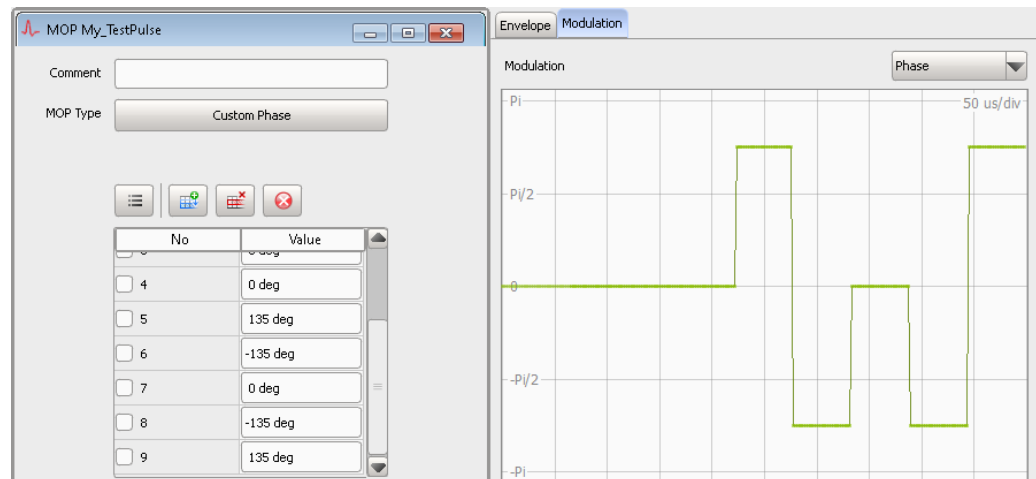 MOP My_TestPulse
Comment
MOP Type
Custom Phase
No
Value
4
0 deg
5
135 deg
6
-135 deg
7
0 deg
8
-135 deg
9
135 deg
Envelope
Modulation
Modulation
Phase
Pi
50 us/div
Pi/2
0
-Pi/2
-Pi